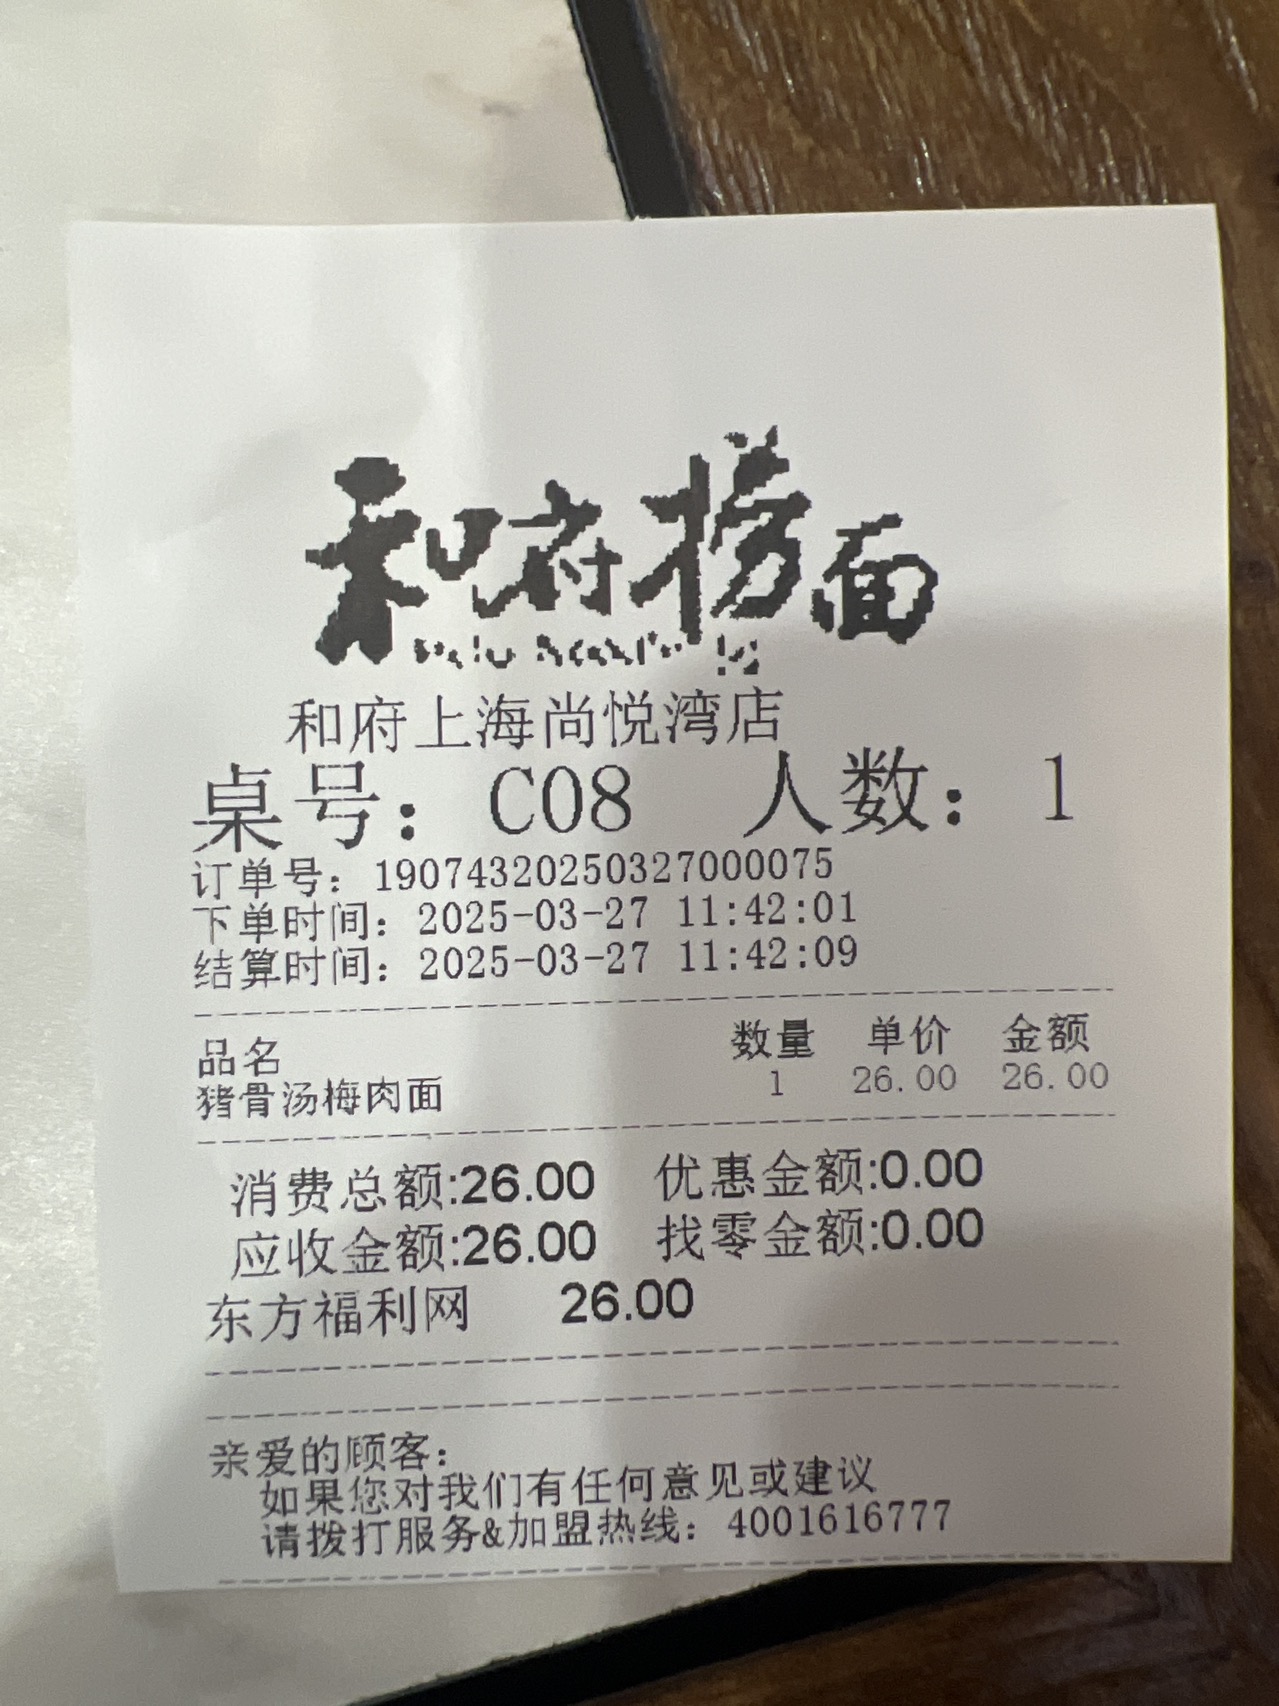 和府捞面
和府上海尚悦湾店
桌号： C08 人数： 1
订单号： 19074320250327000075
下单时间： 2025-03-27 11:42:01
结算时间： 2025-03-27 11:42:09
品名 数量 单价 金额
猪骨汤梅肉面 1 26.00 26.00
消费总额:26.00 优惠金额:0.00
应收金额:26.00 找零金额:0.00
东方福利网 26.00
亲爱的顾客：
如果您对我们有任何意见或建议
请拨打服务&加盟热线： 4001616777